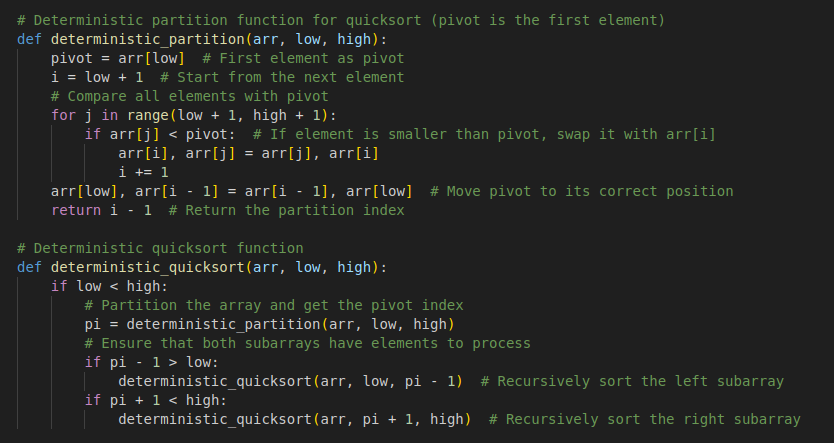 # Deterministic partition function for quicksort (pivot is the first element)
def deterministic_partition(arr, low, high):
    pivot = arr[low]  # First element as pivot
    i = low + 1  # Start from the next element
    # Compare all elements with pivot
    for j in range(low + 1, high + 1):
        if arr[j] < pivot:  # If element is smaller than pivot, swap it with arr[i]
            arr[i], arr[j] = arr[j], arr[i]
            i += 1
    arr[low], arr[i - 1] = arr[i - 1], arr[low]  # Move pivot to its correct position
    return i - 1  # Return the partition index

# Deterministic quicksort function
def deterministic_quicksort(arr, low, high):
    if low < high:
        # Partition the array and get the pivot index
        pi = deterministic_partition(arr, low, high)
        # Ensure that both subarrays have elements to process
        if pi - 1 > low:
            deterministic_quicksort(arr, low, pi - 1)  # Recursively sort the left subarray
        if pi + 1 < high:
            deterministic_quicksort(arr, pi + 1, high)  # Recursively sort the right subarray